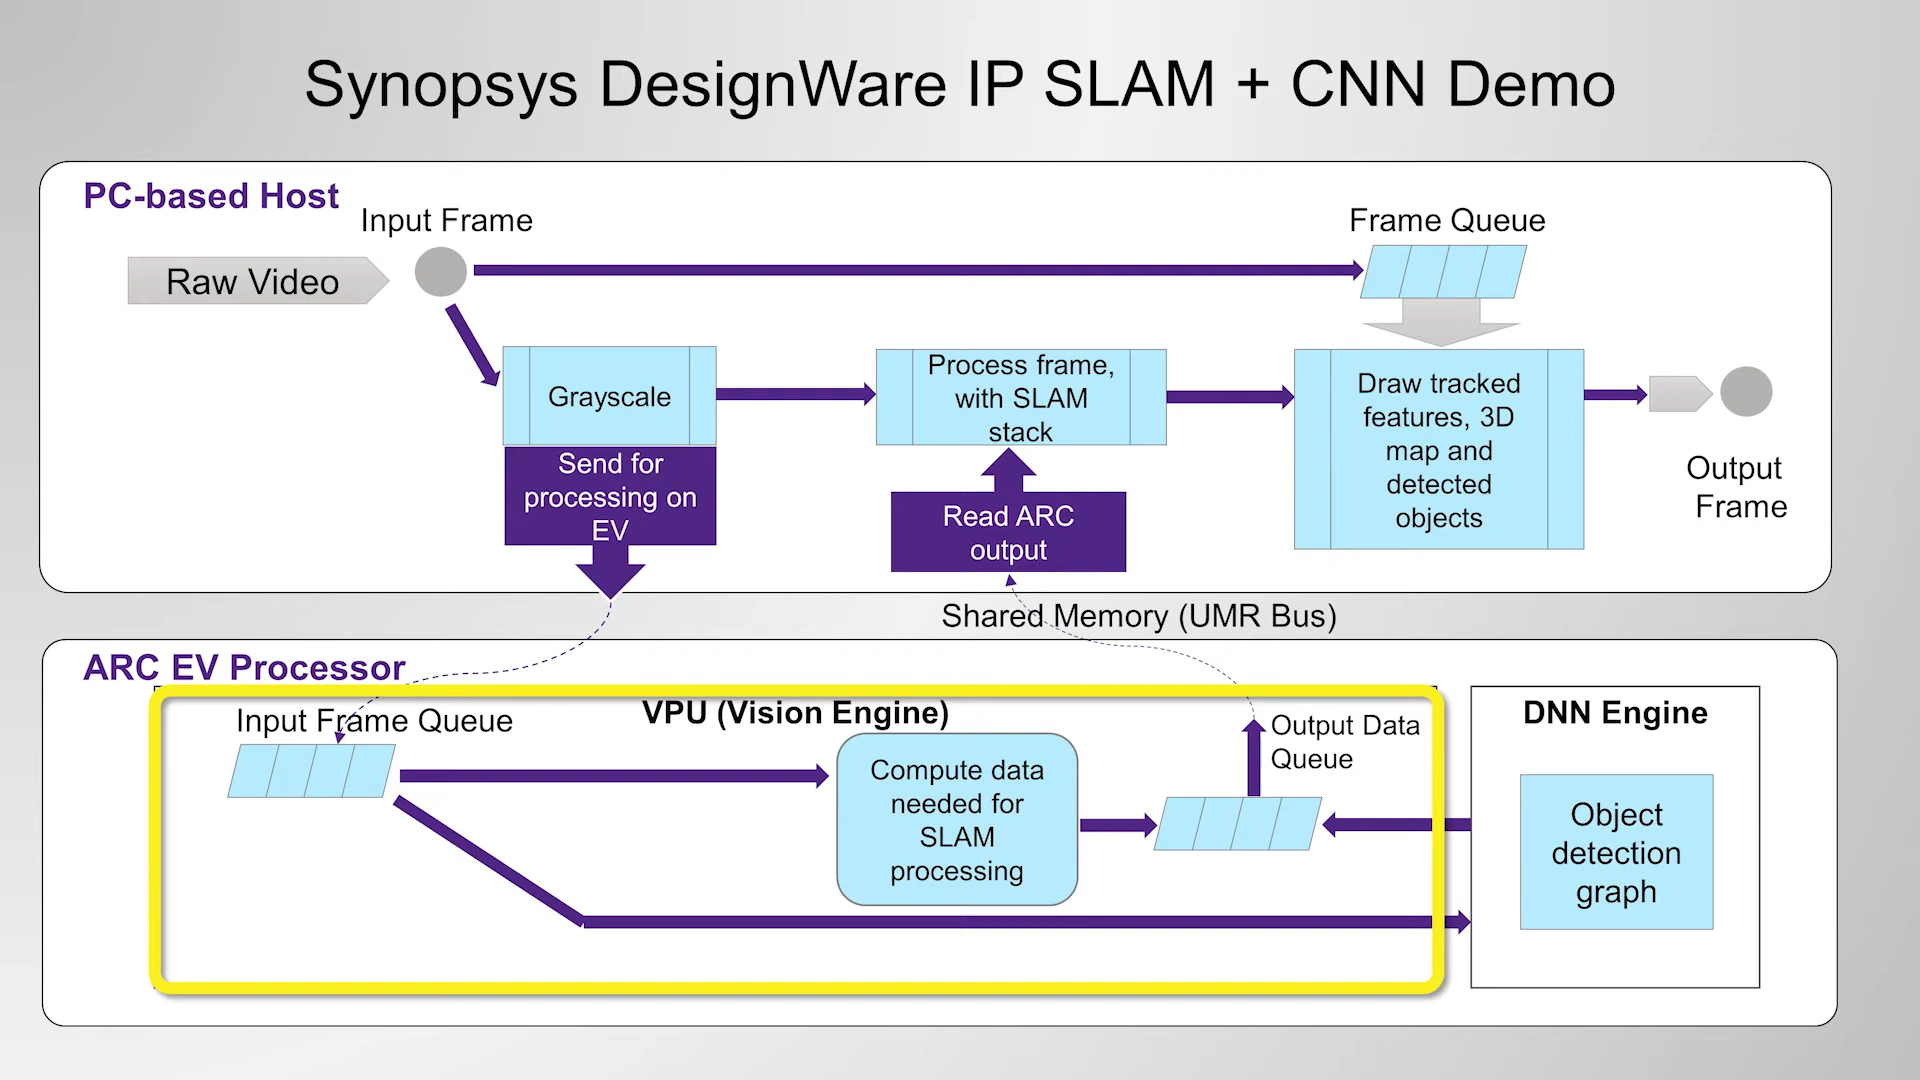 Synopsys DesignWare IP SLAM + CNN Demo
PC-based Host
Input Frame
Frame Queue
Raw Video
Grayscale
Process frame,
with SLAM
stack
Draw tracked
features, 3D
map and
detected
objects
Send for
processing on
EV
Read ARC
output
Output
Frame
Shared Memory (UMR Bus)
ARC EV Processor
Input Frame Queue
VPU (Vision Engine)
Output Data
Queue
DNN Engine
Compute data
needed for
SLAM
processing
Object
detection
graph